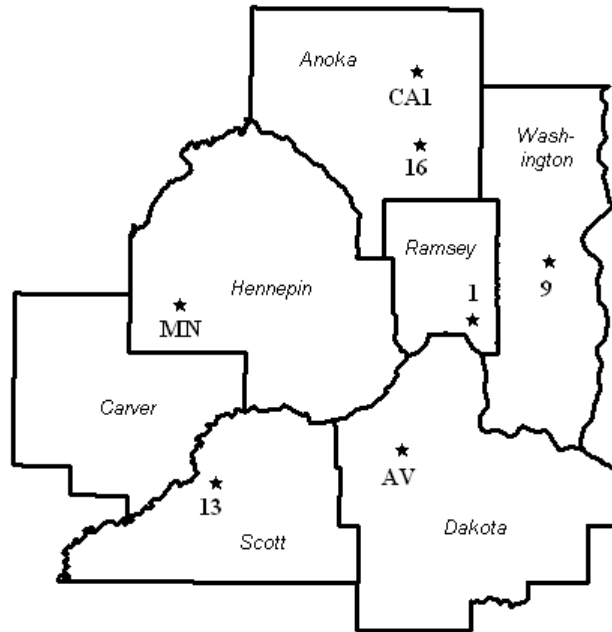 Anoka
CA1
Wash-
ington
16
Ramsey
Hennepin
1
9
MN
Carver
AV
13
Scott
Dakota